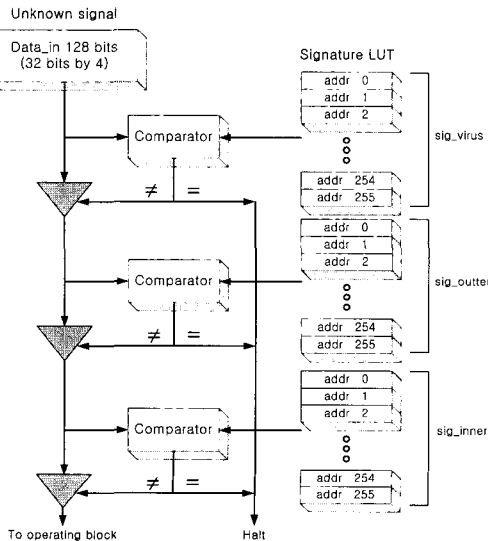 Unknown signal
Data_in 128 bits
(32 bits by 4)
Signature LUT
addr 0
addr 1
addr 2
addr 254
addr 255
sig_virus
Comparator
≠ =
addr 0
addr 1
addr 2
addr 254
addr 255
sig_outter
Comparator
≠ =
addr 0
addr 1
addr 2
addr 254
addr 255
sig_inner
Comparator
≠ =
To operating block
Halt